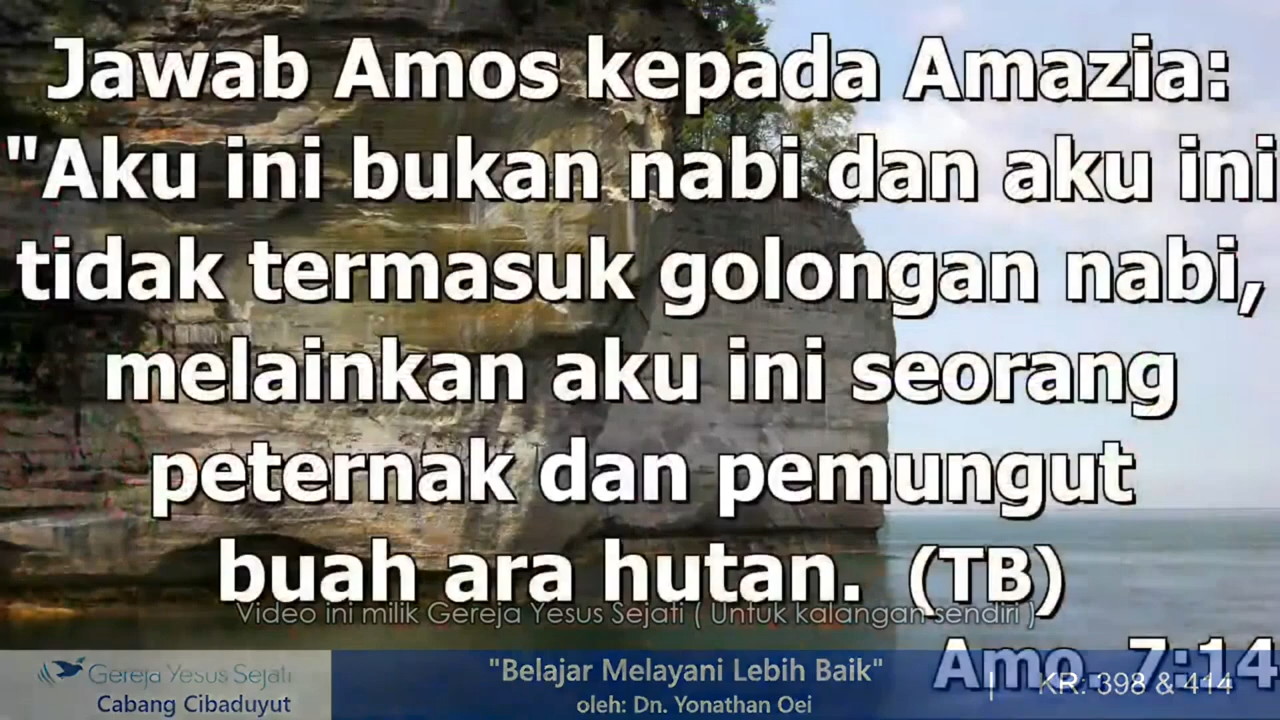 Jawab Amos kepada Amazia:
"Aku ini bukan nabi dan aku ini
tidak termasuk golongan nabi,
melainkan aku ini seorang
peternak dan pemungut
buah ara hutan. (TB)
Video ini milik Gereja Yesus Sejati ( Untuk kalangan sendiri )
Amo. 7:14
Gereja Yesus Sejati
Cabang Cibaduyut
"Belajar Melayani Lebih Baik"
oleh: Dn. Yonathan Oei
| KR: 398 & 414